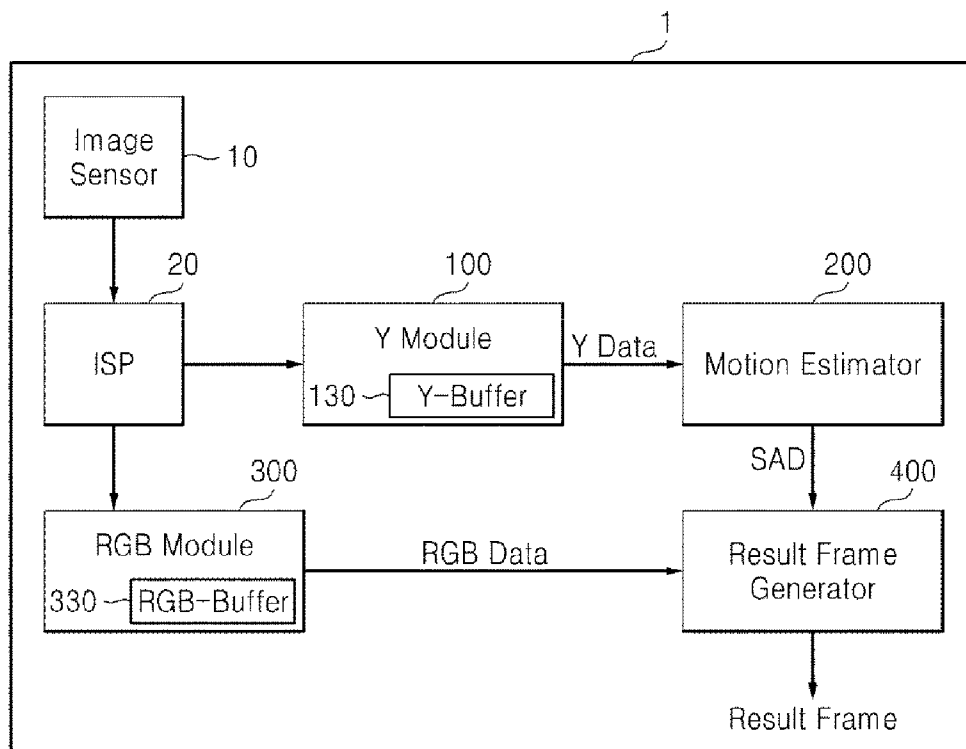 1
Image
Sensor
10
20
100
200
ISP
Y Module
130
Y-Buffer
Y Data
Motion Estimator
SAD
300
400
RGB Module
330
RGB-Buffer
RGB Data
Result Frame
Generator
Result Frame